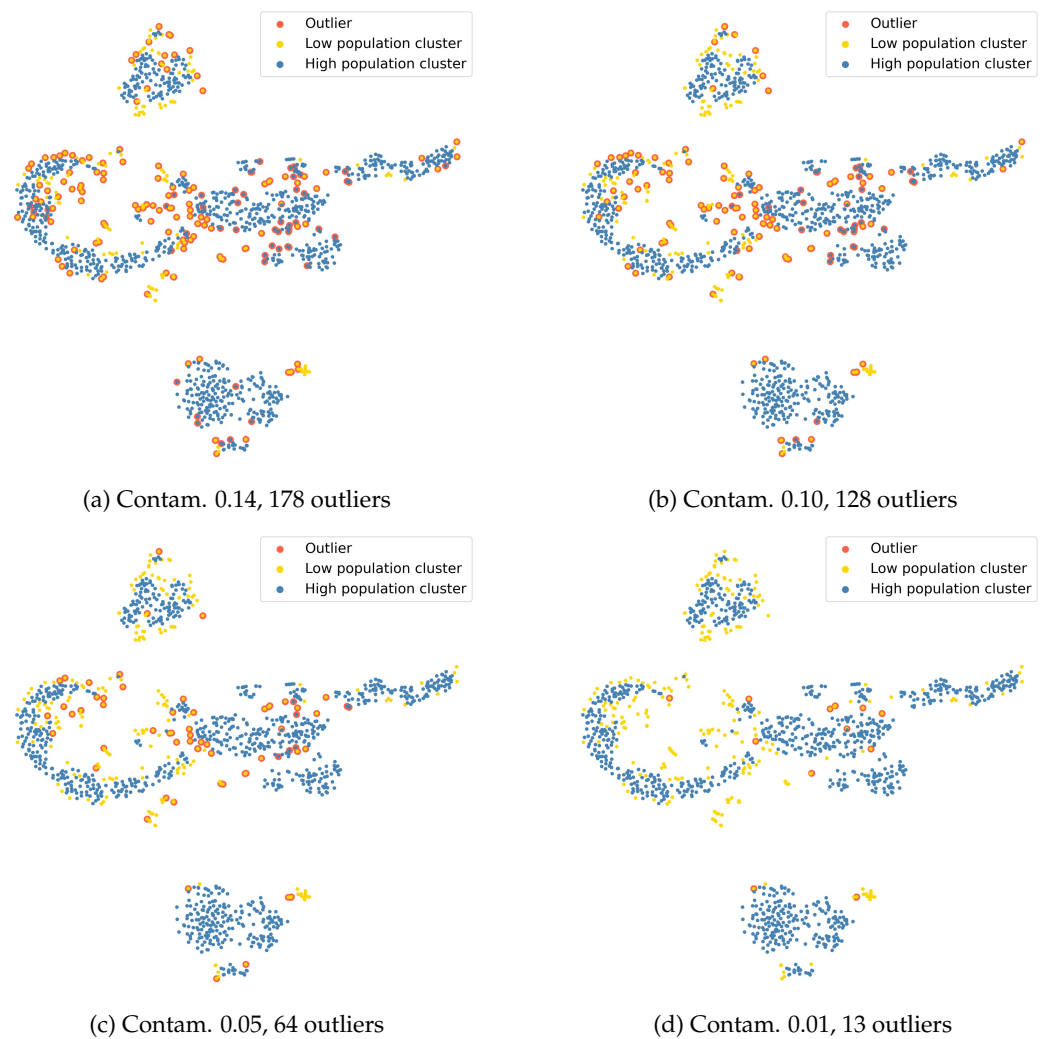 Outlier
Low population cluster
High population cluster
Outlier
Low population cluster
High population cluster
(a) Contam. 0.14, 178 outliers
(b) Contam. 0.10, 128 outliers
Outlier
Low population cluster
High population cluster
Outlier
Low population cluster
High population cluster
(c) Contam. 0.05, 64 outliers
(d) Contam. 0.01, 13 outliers